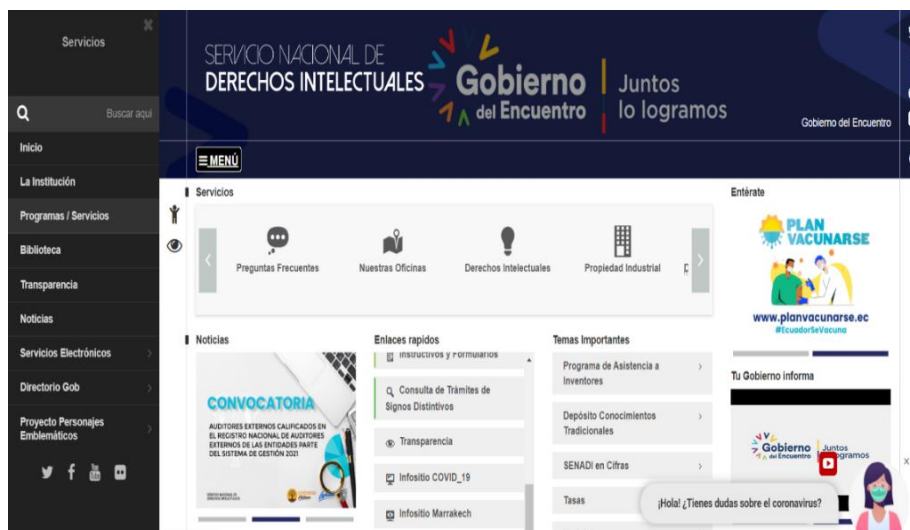 Servicios
Buscar aquí
Inicio
La Institución
Programas / Servicios
Biblioteca
Transparencia
Noticias
Servicios Electrónicos
Directorio Gob
Proyecto Personajes
Emblemáticos
SERVICIO NACIONAL DE
DERECHOS INTELECTUALES
Gobierno
del Encuentro
Juntos
lo logramos
Gobierno del Encuentro
MENÚ
Servicios
Preguntas Frecuentes
Nuestras Oficinas
Derechos Intelectuales
Propiedad Industrial
Noticias
CONVOCATORIA
AUDITORES EXTERNOS CALIFICADOS EN
EL REGISTRO NACIONAL DE AUDITORES
EXTERNOS DE LAS ENTIDADES PARTE
DEL SISTEMA DE GESTIÓN 2021
Enlaces rapidos
Instructivos y Formularios
Consulta de Trámites de
Signos Distintivos
Transparencia
Infositio COVID_19
Infositio Marrakech
Temas Importantes
Programa de Asistencia a
Inventores
Depósito Conocimientos
Tradicionales
SENADI en Cifras
Tasas
Entérate
PLAN
VACUNARSE
www.planvacunarse.ec
#EcuadorSeVacuna
Tu Gobierno informa
Gobierno
del Encuentro
Juntos
¡Hola! ¿Tienes dudas sobre el coronavirus?